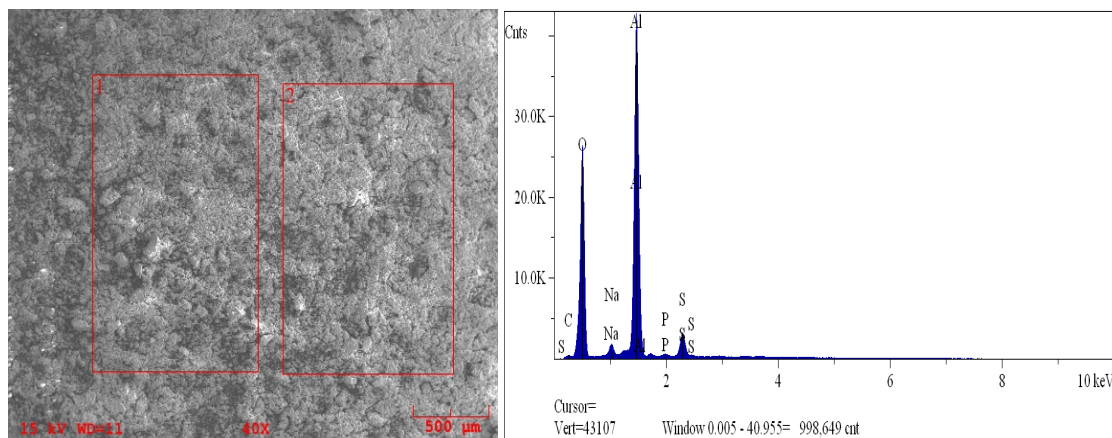 1
2
15 kV WD=11 40X 500 µm
Cnts
30.0K
20.0K
10.0K
Al
O
Al
Na
C
P
S
S
Na
S
S
Al
P
S
2 4 6 8 10 keV
Cursor=
Vert=43107 Window 0.005 - 40.955= 998,649 cnt